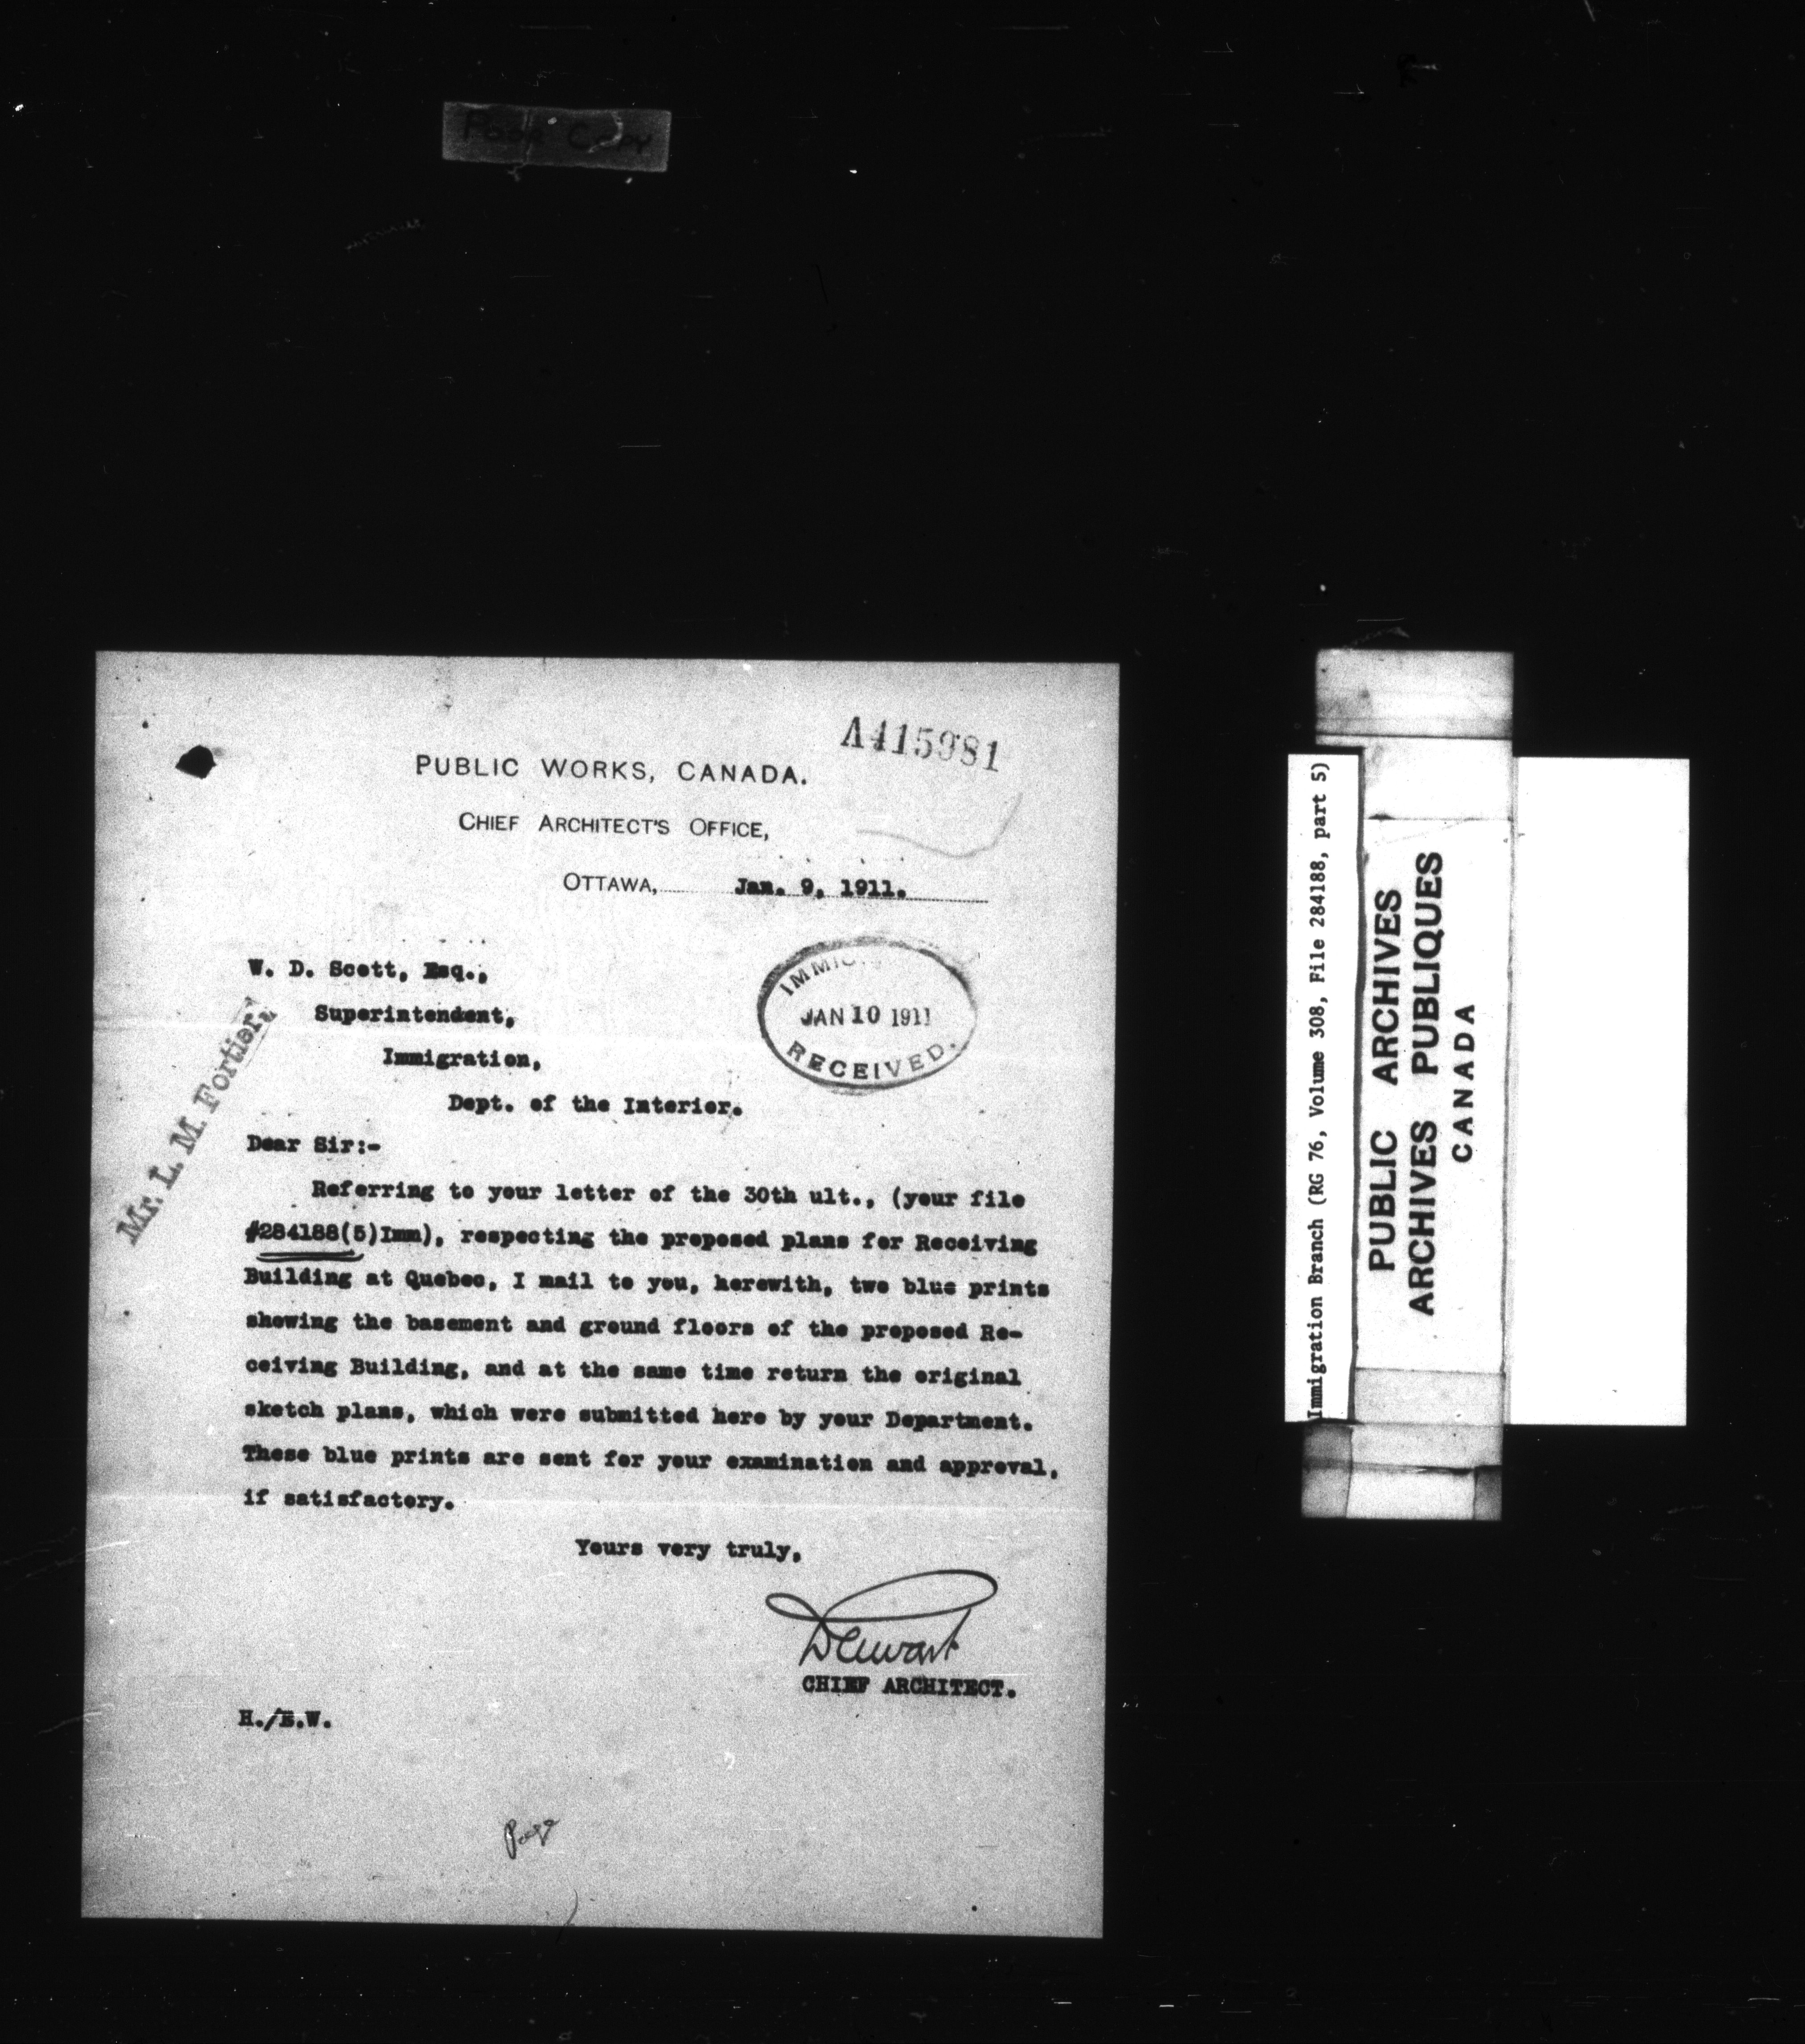 Poor Copy
A415981
PUBLIC WORKS, CANADA.
CHIEF ARCHITECT'S OFFICE,
OTTAWA, Jan. 9, 1911.
W. D. Scott, Esq.,
Superintendent,
Immigration,
Dept. of the Interior.
JAN 10 1911
RECEIVED.
Mr. L. M. Fortier.
Dear Sir:-
Referring to your letter of the 30th ult., (your file
#284188(5)Imm), respecting the proposed plans for Receiving
Building at Quebec, I mail to you, herewith, two blue prints
showing the basement and ground floors of the proposed Re-
ceiving Building, and at the same time return the original
sketch plans, which were submitted here by your Department.
These blue prints are sent for your examination and approval,
if satisfactory.
Yours very truly,
DEwart
CHIEF ARCHITECT.
H./E.W.
Immigration Branch (RG 76, Volume 308, File 284188, part 5)
PUBLIC ARCHIVES
ARCHIVES PUBLIQUES
CANADA